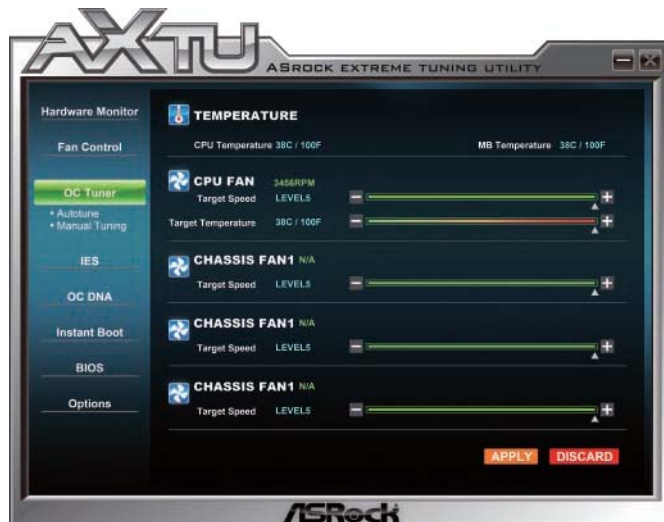 AXTU
ASROCK EXTREME TUNING UTILITY
Hardware Monitor
Fan Control
OC Tuner
• Autotune
• Manual Tuning
IES
OC DNA
Instant Boot
BIOS
Options
TEMPERATURE
CPU Temperature 38C / 100F
MB Temperature 38C / 100F
CPU FAN 3456RPM
Target Speed LEVEL5
Target Temperature 38C / 100F
CHASSIS FAN1 N/A
Target Speed LEVEL5
CHASSIS FAN1 N/A
Target Speed LEVEL5
CHASSIS FAN1 N/A
Target Speed LEVEL5
APPLY DISCARD
ASRock